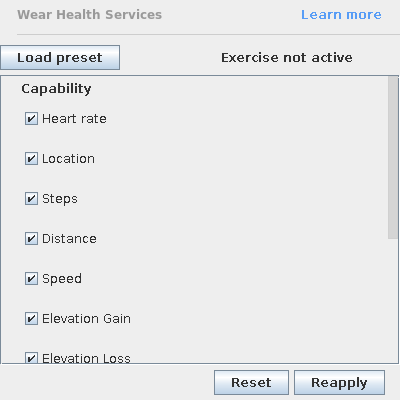 Wear Health Services
Learn more
Load preset
Exercise not active
Capability
Heart rate
Location
Steps
Distance
Speed
Elevation Gain
Elevation Loss
Reset
Reapply